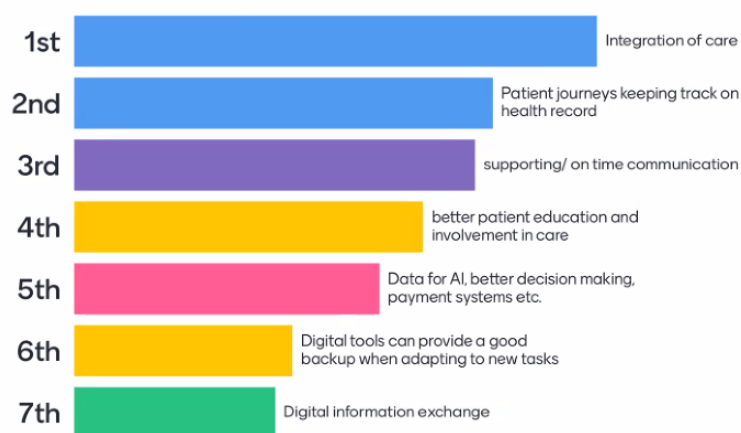 1st
Integration of care
2nd
Patient journeys keeping track on
health record
3rd
supporting/ on time communication
4th
better patient education and
involvement in care
5th
Data for AI, better decision making,
payment systems etc.
6th
Digital tools can provide a good
backup when adapting to new tasks
7th
Digital information exchange